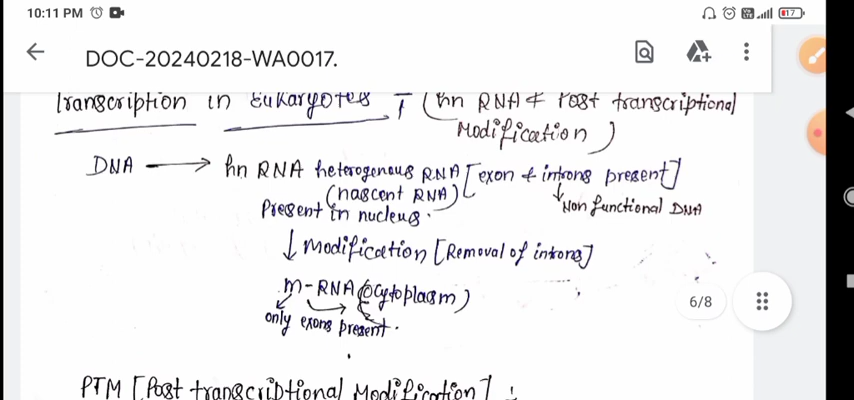 10:11 PM
17
DOC-20240218-WA0017.
Transcription in Eukaryotes (hn RNA & Post transcriptional
Modification)
DNA → hn RNA heterogenous RNA [exon & introns present]
(nascent RNA)
Present in nucleus.
Non functional DNA
↓ Modification [Removal of introns]
m-RNA (Cytoplasm)
only exons present.
6/8
PTM [Post transcriptional Modification]